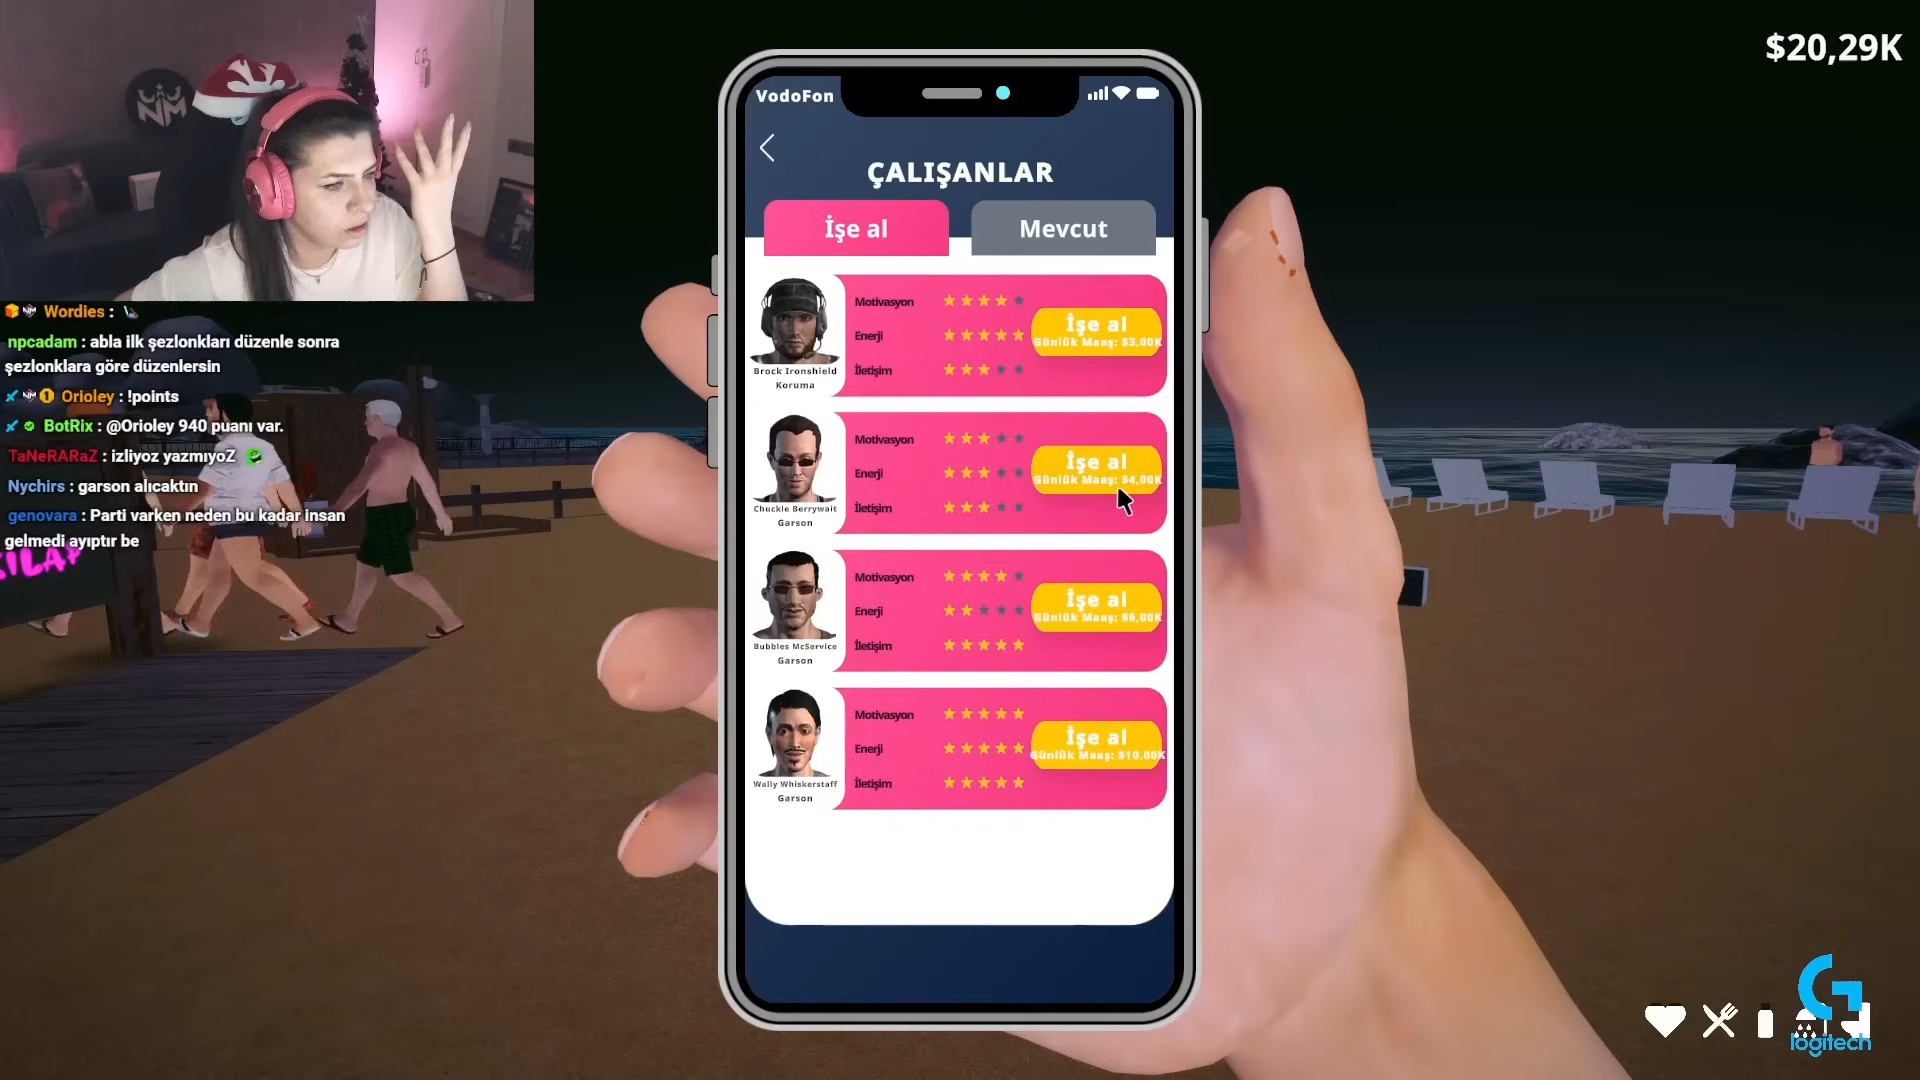 $20,29K
VodoFon
ÇALIŞANLAR
İşe al
Mevcut
Motivasyon
Enerji
İletişim
İşe al
Günlük Maaş: $3,00K
Brock Ironshield
Koruma
Motivasyon
Enerji
İletişim
İşe al
Günlük Maaş: $4,00K
Chuckle Berrywait
Garson
Motivasyon
Enerji
İletişim
İşe al
Günlük Maaş: $6,00K
Bubbles McService
Garson
Motivasyon
Enerji
İletişim
İşe al
Günlük Maaş: $10,00K
Wally Whiskerstaff
Garson
NM
Wordies :
npcadam : abla ilk şezlonkları düzenle sonra
şezlonklara göre düzenlersin
1 Orioley : !points
BotRix : @Orioley 940 puanı var.
TaNeRARaZ : izliyoz yazmıyoZ
Nychirs : garson alıcaktın
genovara : Parti varken neden bu kadar insan
gelmedi ayıptır be
logitech